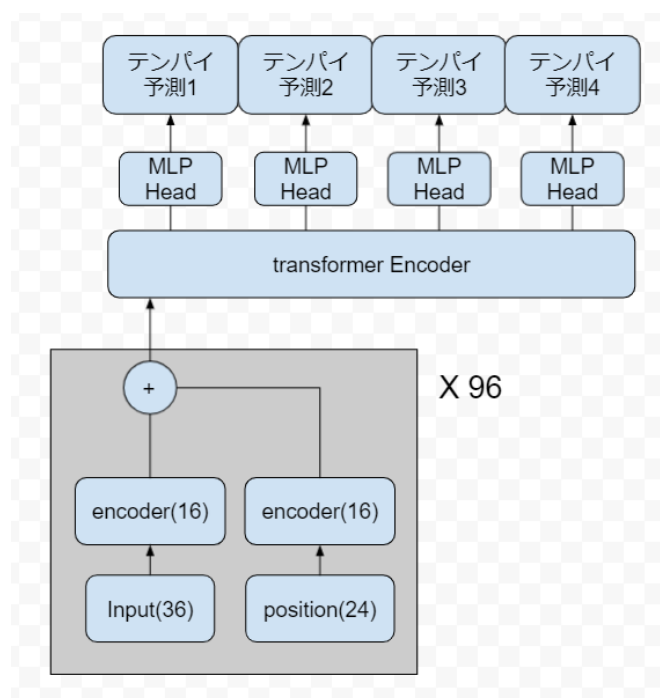 テンパイ
予測1
テンパイ
予測2
テンパイ
予測3
テンパイ
予測4
MLP
Head
MLP
Head
MLP
Head
MLP
Head
transformer Encoder
+
X 96
encoder(16)
encoder(16)
Input(36)
position(24)